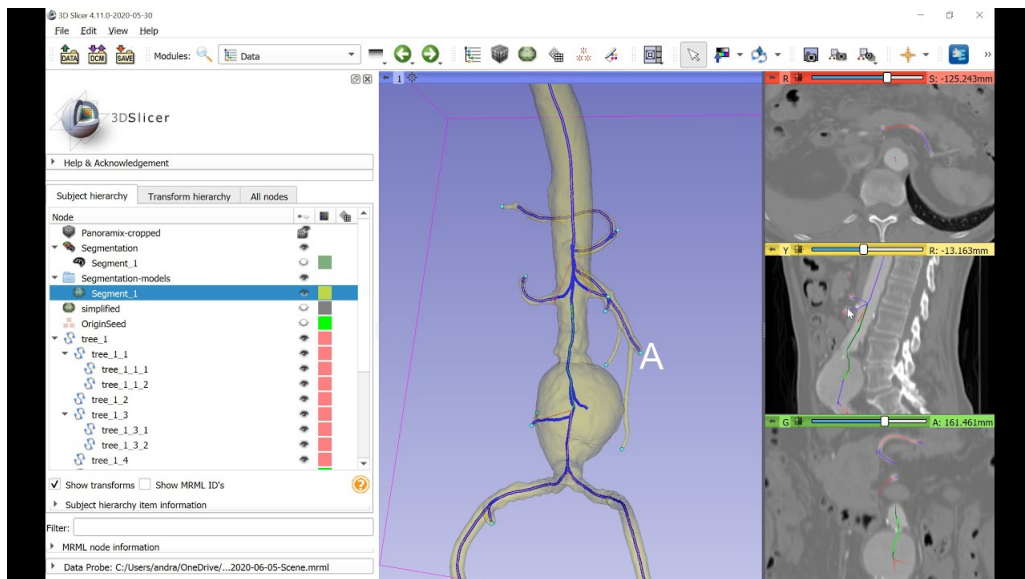 3D Slicer 4.11.0-2020-05-30
File Edit View Help
DATA DCM SAVE Modules: Data
3DSlicer
Help & Acknowledgement
Subject hierarchy Transform hierarchy All nodes
Node
Panoramix-cropped
Segmentation
Segment_1
Segmentation-models
Segment_1
simplified
OriginSeed
tree_1
tree_1_1
tree_1_1_1
tree_1_1_2
tree_1_2
tree_1_3
tree_1_3_1
tree_1_3_2
tree_1_4
Show transforms Show MRML ID's
Subject hierarchy item information
Filter:
MRML node information
Data Probe: C:/Users/andra/OneDrive/...2020-06-05-Scene.mrml
1
A
R S: -125.243mm
Y R: -13.163mm
G A: 161.461mm